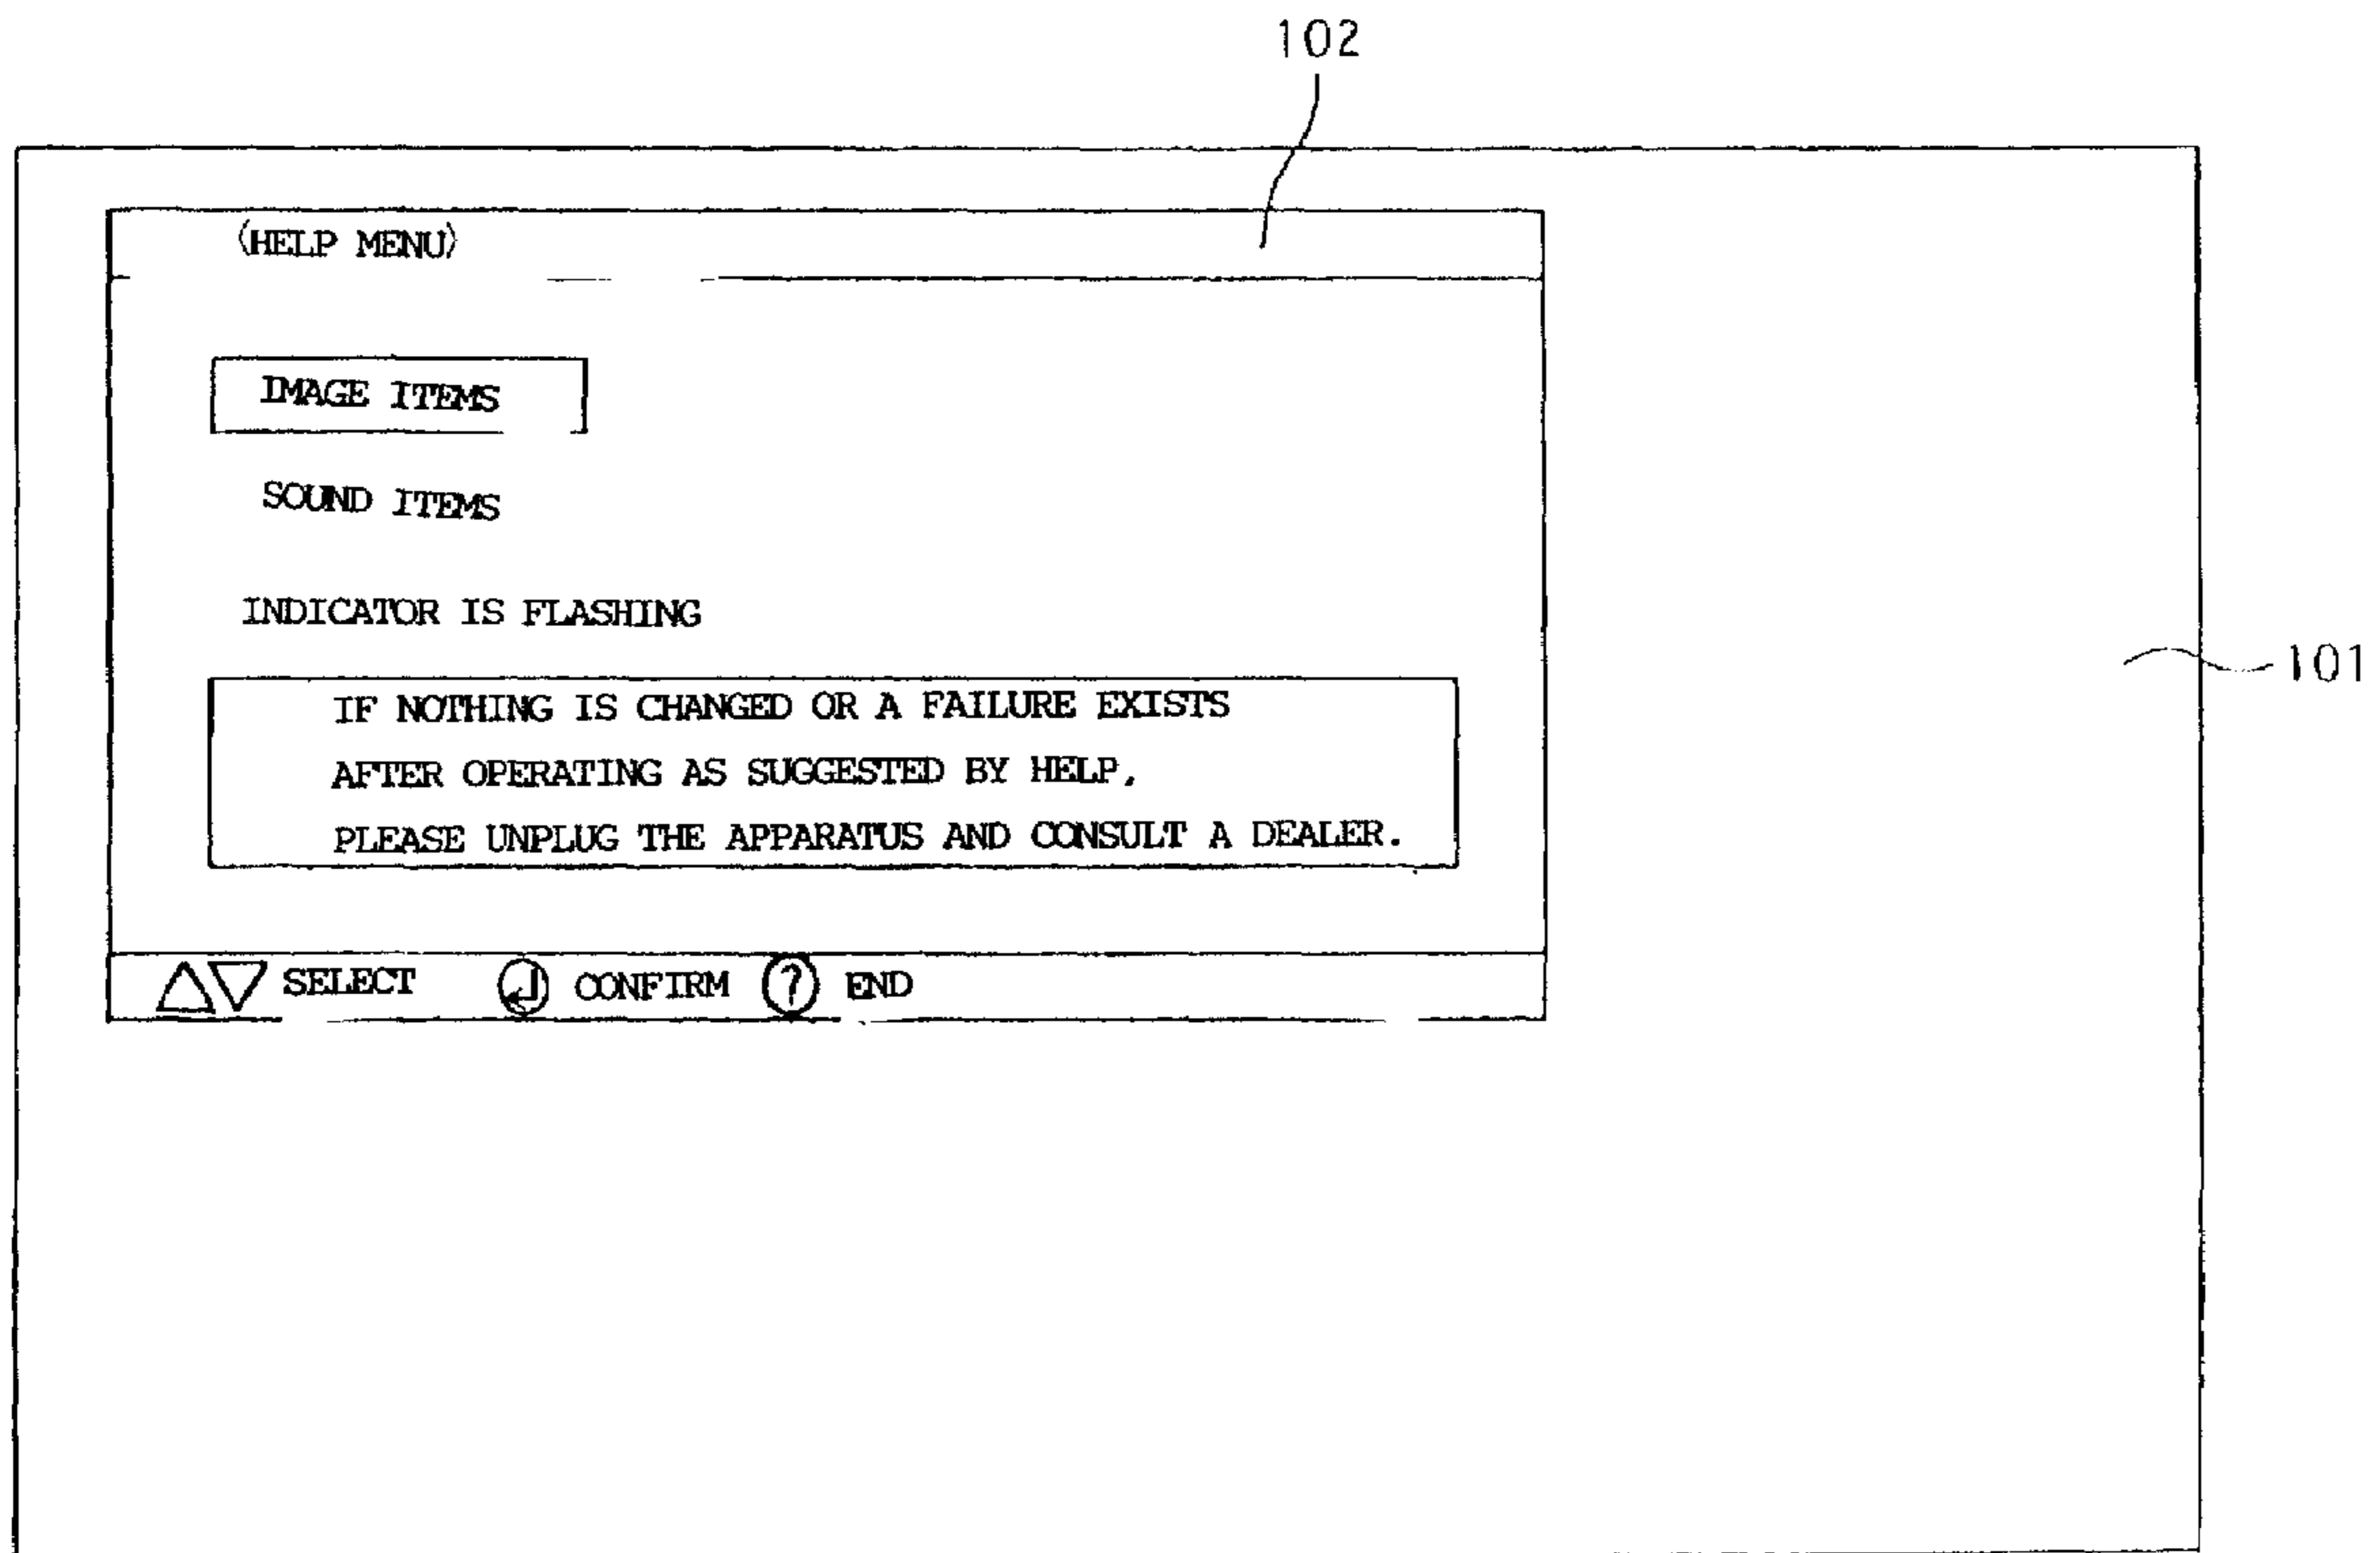 102
(HELP MENU)
IMAGE ITEMS
SOUND ITEMS
INDICATOR IS FLASHING
101
IF NOTHING IS CHANGED OR A FAILURE EXISTS
AFTER OPERATING AS SUGGESTED BY HELP,
PLEASE UNPLUG THE APPARATUS AND CONSULT A DEALER.
SELECT CONFIRM ? END